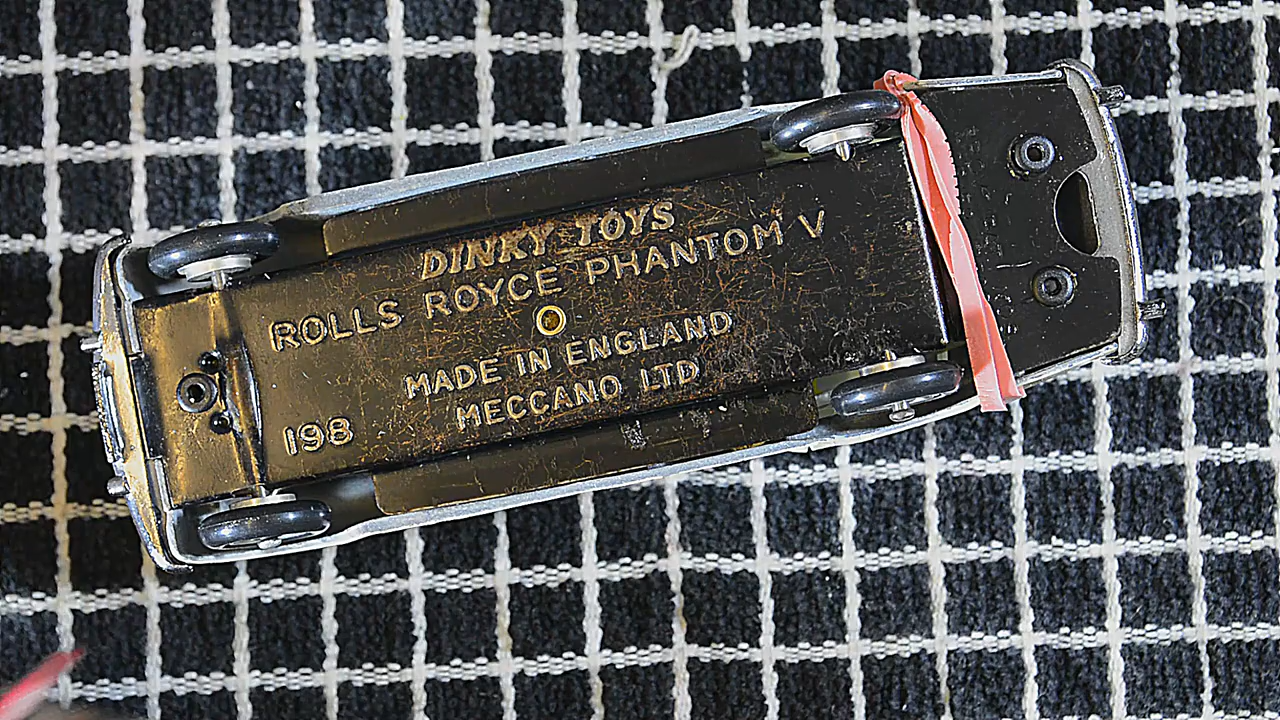 DINKY TOYS
ROLLS ROYCE PHANTOM V
MADE IN ENGLAND
MECCANO LTD
198